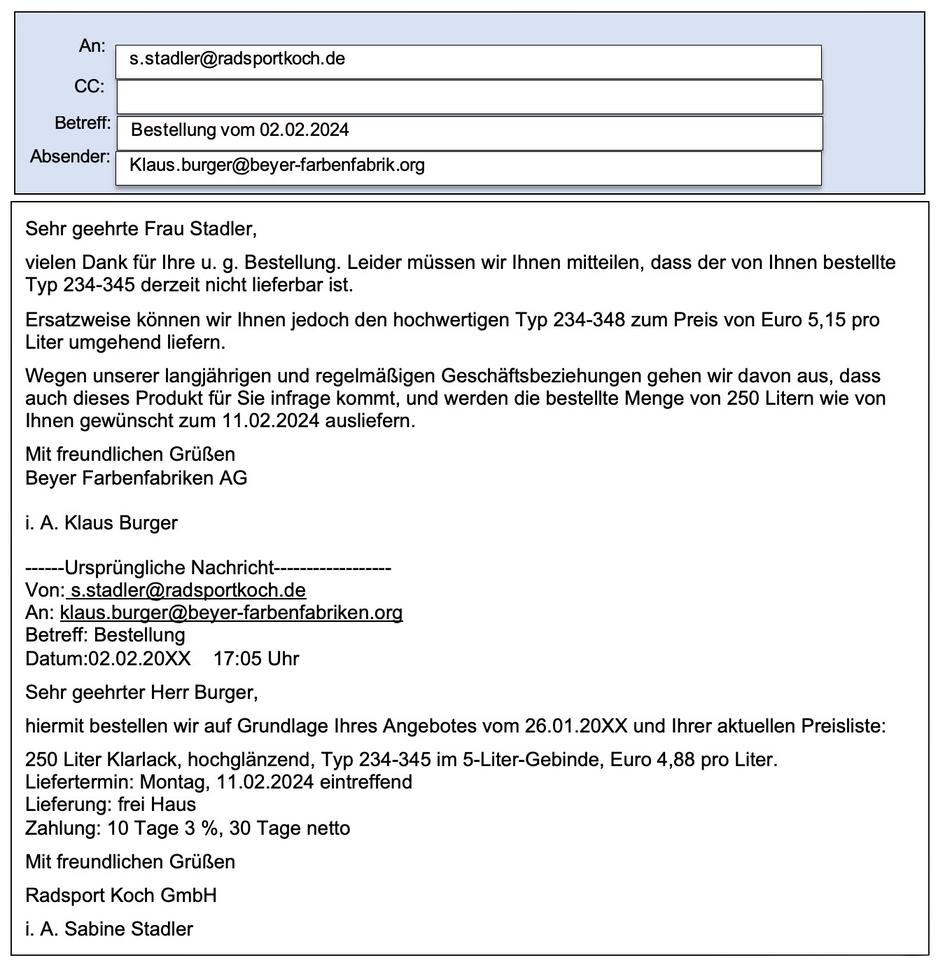 An:
s.stadler@radsportkoch.de
CC:
Betreff:
Bestellung vom 02.02.2024
Absender:
Klaus.burger@beyer-farbenfabrik.org
Sehr geehrte Frau Stadler,
vielen Dank für Ihre u. g. Bestellung. Leider müssen wir Ihnen mitteilen, dass der von Ihnen bestellte
Typ 234-345 derzeit nicht lieferbar ist.
Ersatzweise können wir Ihnen jedoch den hochwertigen Typ 234-348 zum Preis von Euro 5,15 pro
Liter umgehend liefern.
Wegen unserer langjährigen und regelmäßigen Geschäftsbeziehungen gehen wir davon aus, dass
auch dieses Produkt für Sie infrage kommt, und werden die bestellte Menge von 250 Litern wie von
Ihnen gewünscht zum 11.02.2024 ausliefern.
Mit freundlichen Grüßen
Beyer Farbenfabriken AG
i. A. Klaus Burger
------Ursprüngliche Nachricht------------------
Von: s.stadler@radsportkoch.de
An: klaus.burger@beyer-farbenfabriken.org
Betreff: Bestellung
Datum:02.02.20XX    17:05 Uhr
Sehr geehrter Herr Burger,
hiermit bestellen wir auf Grundlage Ihres Angebotes vom 26.01.20XX und Ihrer aktuellen Preisliste:
250 Liter Klarlack, hochglänzend, Typ 234-345 im 5-Liter-Gebinde, Euro 4,88 pro Liter.
Liefertermin: Montag, 11.02.2024 eintreffend
Lieferung: frei Haus
Zahlung: 10 Tage 3 %, 30 Tage netto
Mit freundlichen Grüßen
Radsport Koch GmbH
i. A. Sabine Stadler